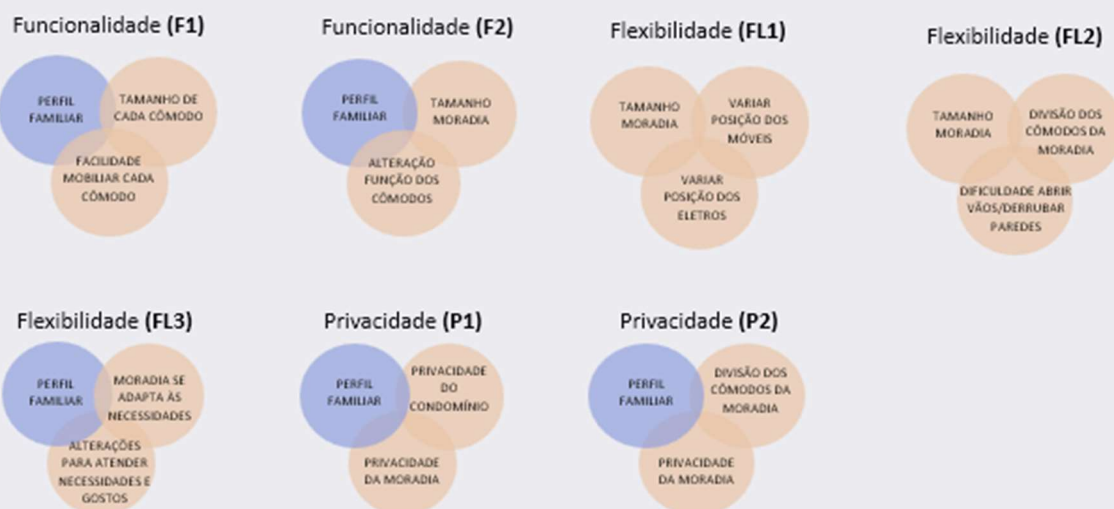 Funcionalidade (F1)
PERFIL
FAMILIAR
TAMANHO DE
CADA CÔMODO
FACILIDADE
MOBILIAR CADA
CÔMODO
Funcionalidade (F2)
PERFIL
FAMILIAR
TAMANHO
MORADIA
ALTERAÇÃO
FUNÇÃO DOS
CÔMODOS
Flexibilidade (FL1)
TAMANHO
MORADIA
VARIAR
POSIÇÃO DOS
MÓVEIS
VARIAR
POSIÇÃO DOS
ELETROS
Flexibilidade (FL2)
TAMANHO
MORADIA
DIVISÃO DOS
CÔMODOS DA
MORADIA
DIFICULDADE ABRIR
VÃOS/DERRUBAR
PAREDES
Flexibilidade (FL3)
PERFIL
FAMILIAR
MORADIA SE
ADAPTA ÀS
NECESSIDADES
ALTERAÇÕES
PARA ATENDER
NECESSIDADES E
GOSTOS
Privacidade (P1)
PERFIL
FAMILIAR
PRIVACIDADE
DO
CONDOMÍNIO
PRIVACIDADE
DA MORADIA
Privacidade (P2)
PERFIL
FAMILIAR
DIVISÃO DOS
CÔMODOS DA
MORADIA
PRIVACIDADE
DA MORADIA